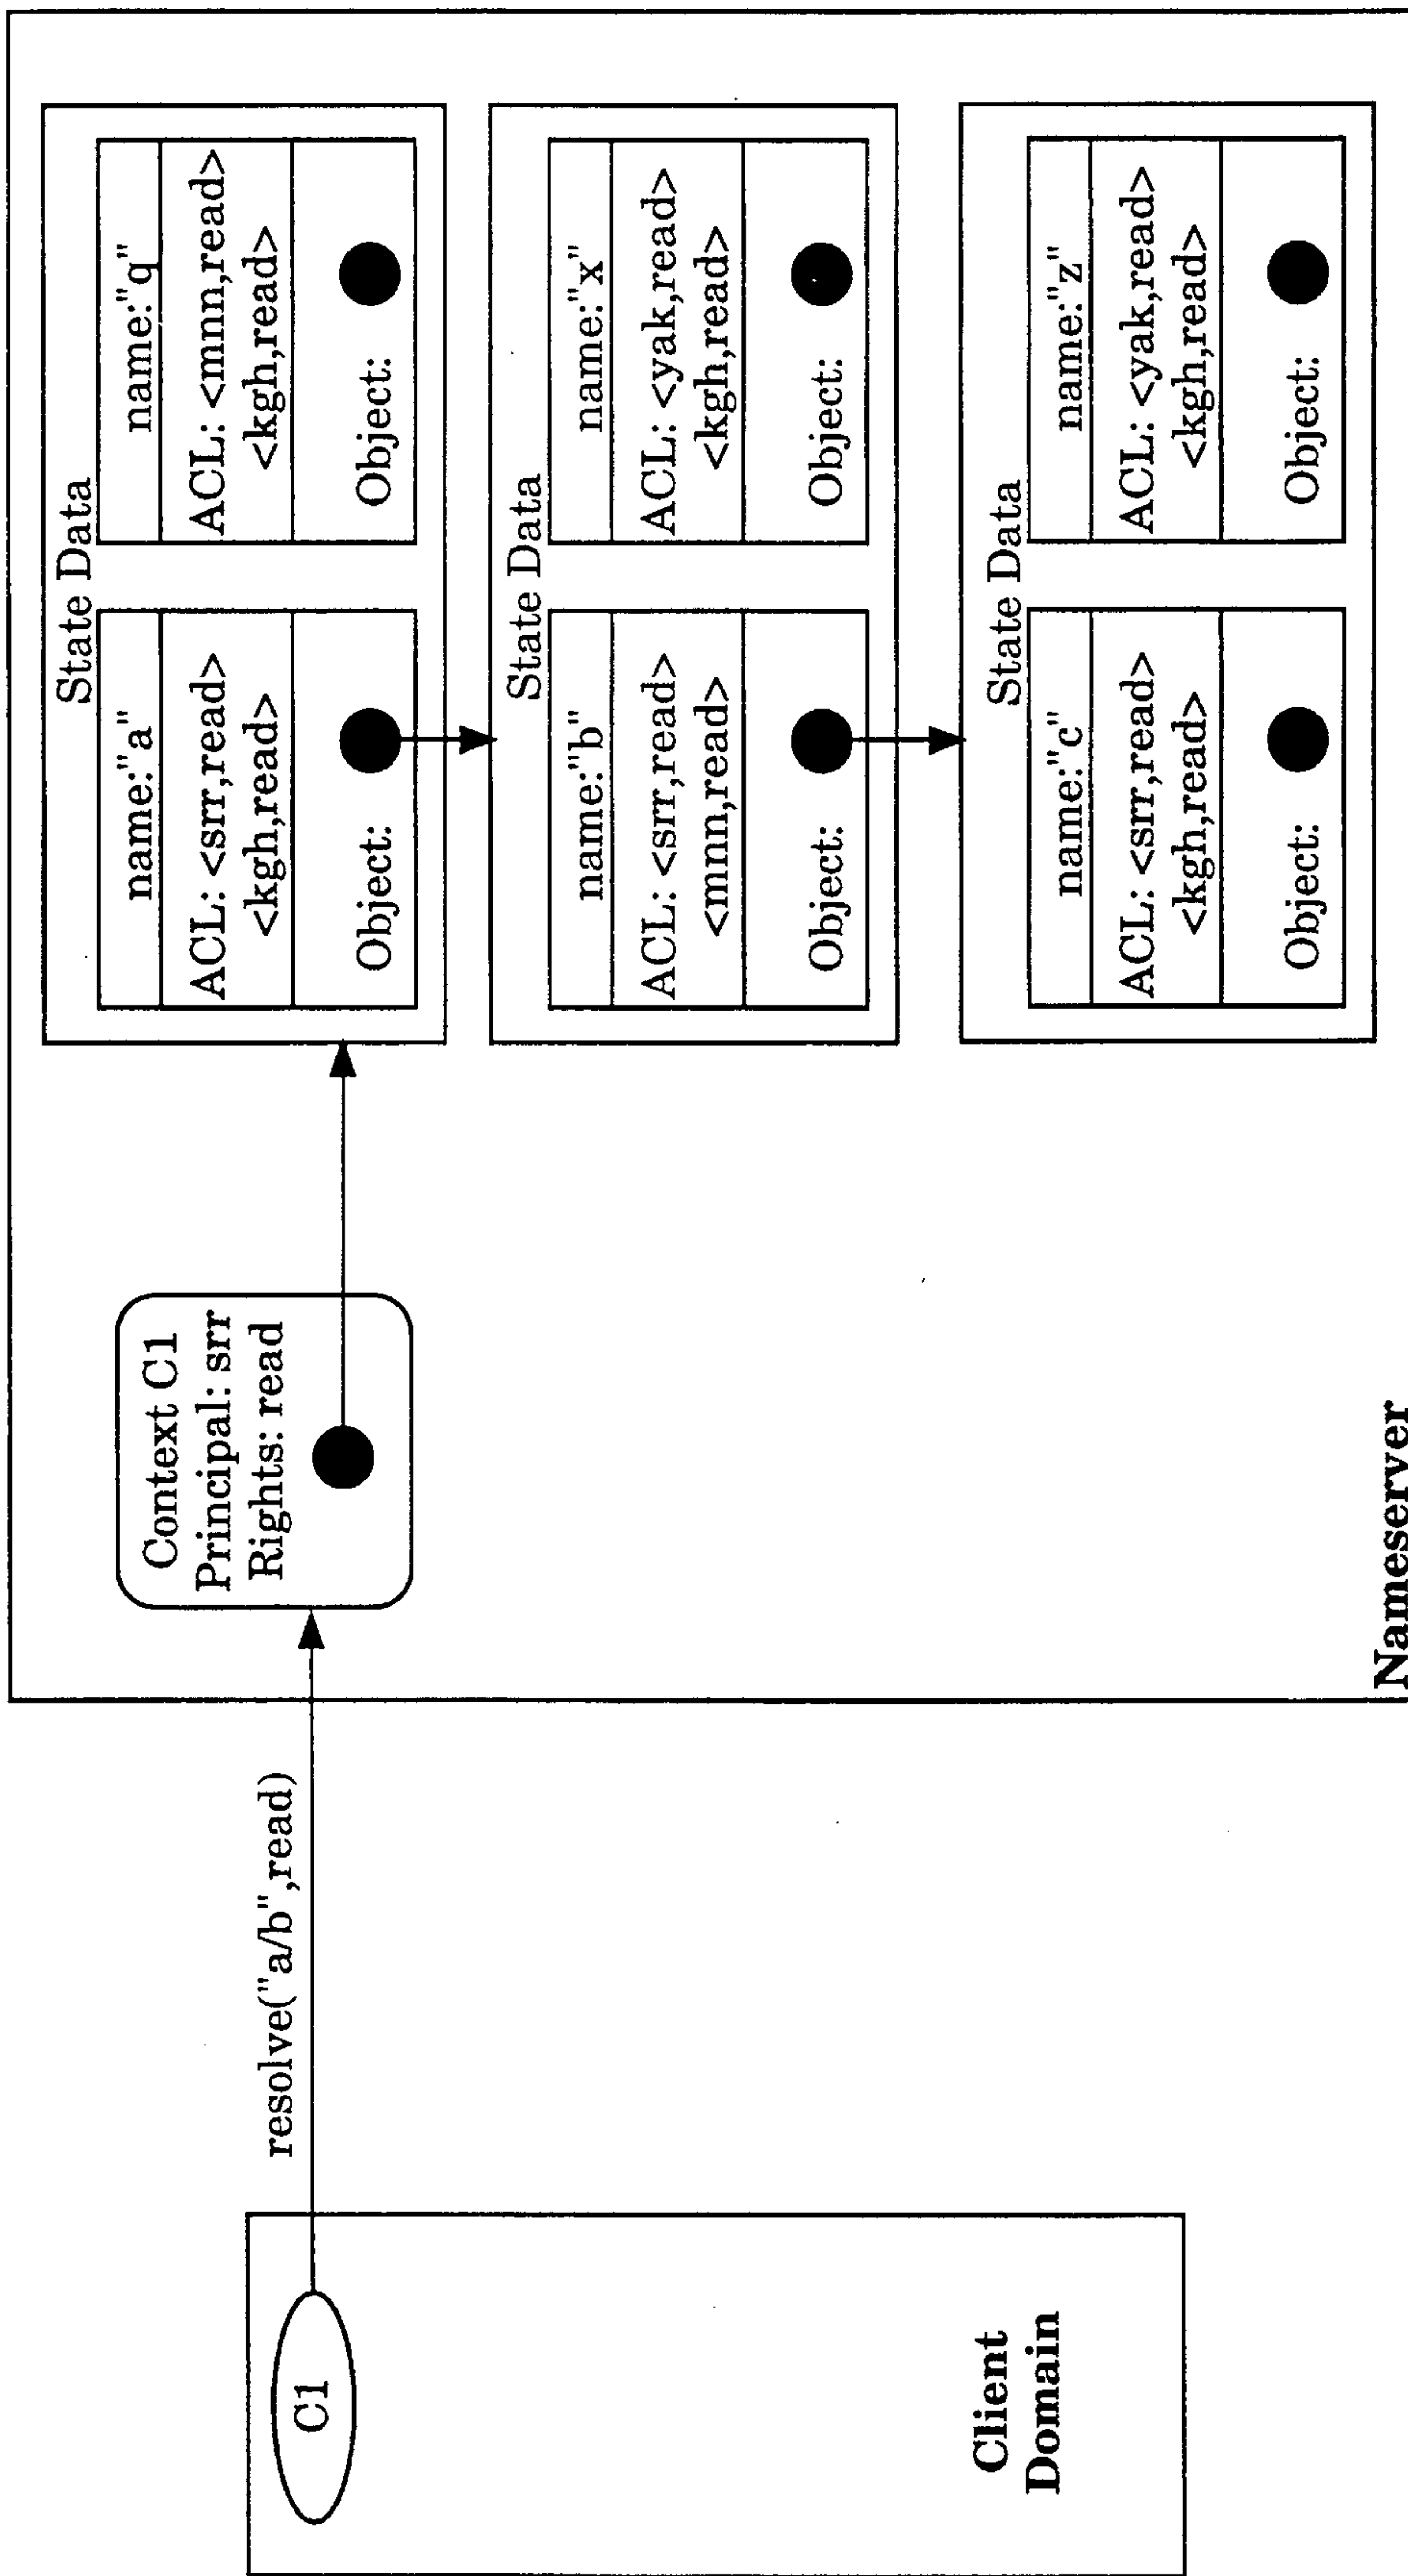 C1
Client
Domain
resolve("a/b",read)
Context C1
Principal: srr
Rights: read
Nameserver
State Data
name:"a"
ACL: <srr,read>
<kgh,read>
Object:
name:"q"
ACL: <mnn,read>
<kgh,read>
Object:
State Data
name:"b"
ACL: <srr,read>
<mnn,read>
Object:
name:"x"
ACL: <yak,read>
<kgh,read>
Object:
State Data
name:"c"
ACL: <srr,read>
<kgh,read>
Object:
name:"z"
ACL: <yak,read>
<kgh,read>
Object: